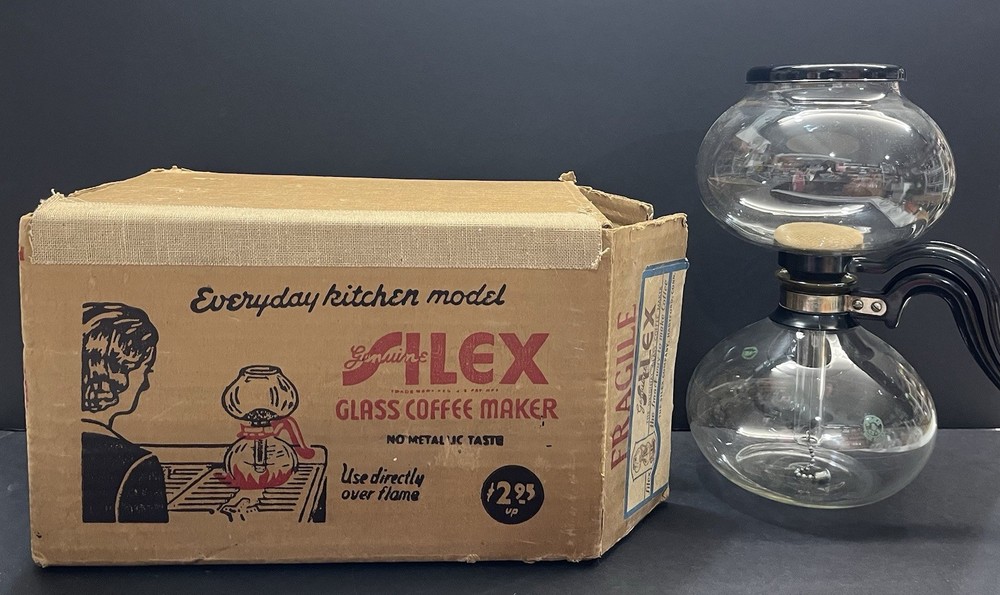 Everyday kitchen model
Genuine
SILEX
GLASS COFFEE MAKER
NO METALLIC TASTE
Use directly
over flame
$2.95
up
FRAGILE
SILEX